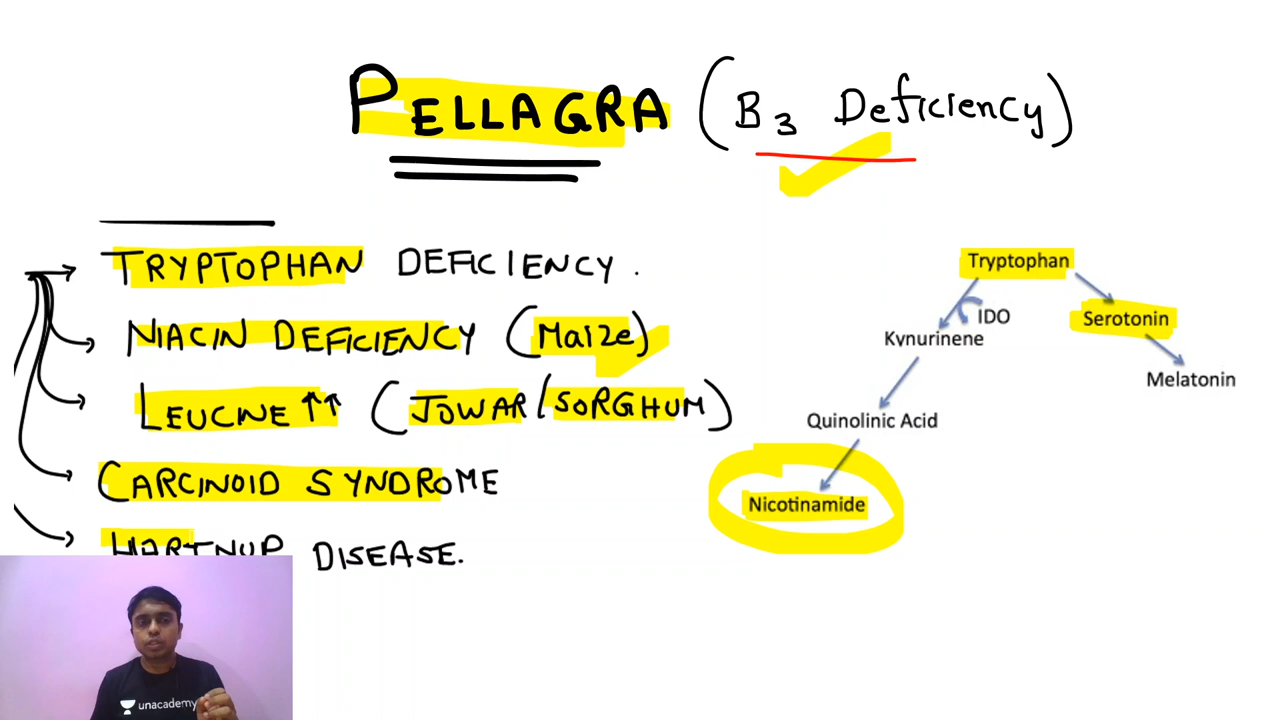 PELLAGRA (B3 Deficiency)
TRYPTOPHAN DEFICIENCY.
NIACIN DEFICIENCY (Maize)
LEUCINE ↑↑ (JOWAR/SORGHUM)
CARCINOID SYNDROME
HARTNUP DISEASE.
Tryptophan
IDO
Serotonin
Kynurinene
Melatonin
Quinolinic Acid
Nicotinamide
unacademy